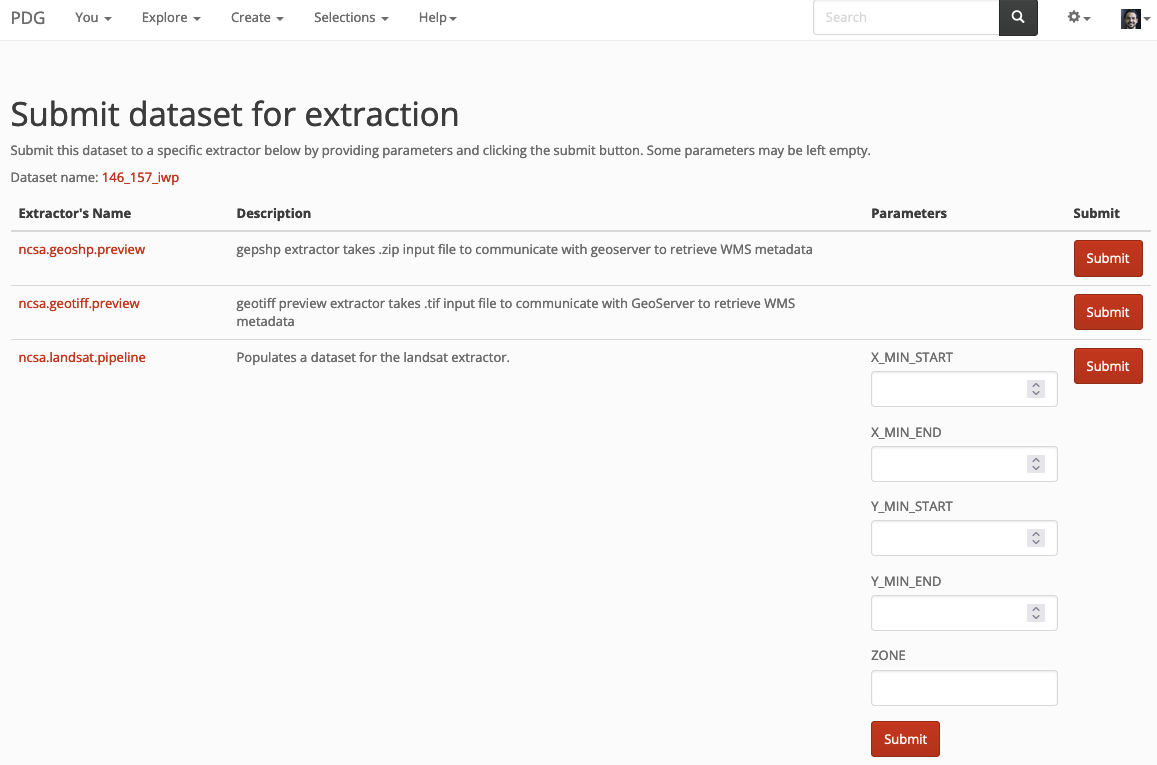 PDG You Explore Create Selections Help Search
Submit dataset for extraction
Submit this dataset to a specific extractor below by providing parameters and clicking the submit button. Some parameters may be left empty.
Dataset name: 146_157_iwp
Extractor's Name Description Parameters Submit
ncsa.geoshp.preview gepshp extractor takes .zip input file to communicate with geoserver to retrieve WMS metadata Submit
ncsa.geotiff.preview geotiff preview extractor takes .tif input file to communicate with GeoServer to retrieve WMS
metadata Submit
ncsa.landsat.pipeline Populates a dataset for the landsat extractor. X_MIN_START Submit
X_MIN_END
Y_MIN_START
Y_MIN_END
ZONE
Submit